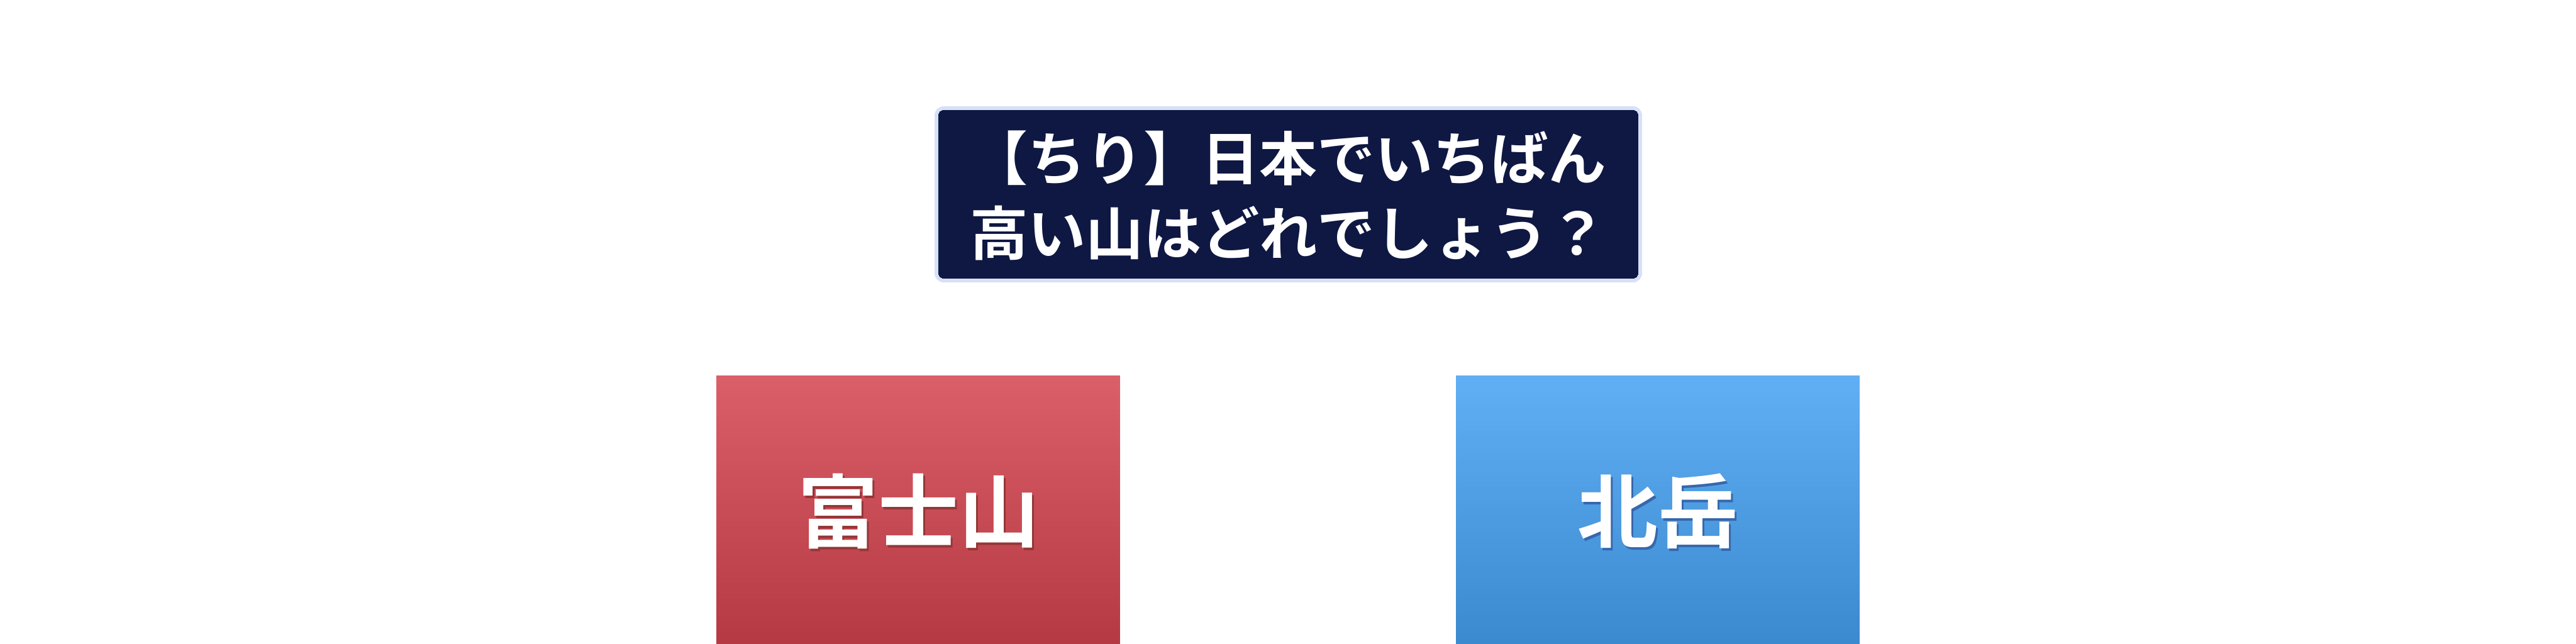 【ちり】日本でいちばん
高い山はどれでしょう？
富士山
北岳